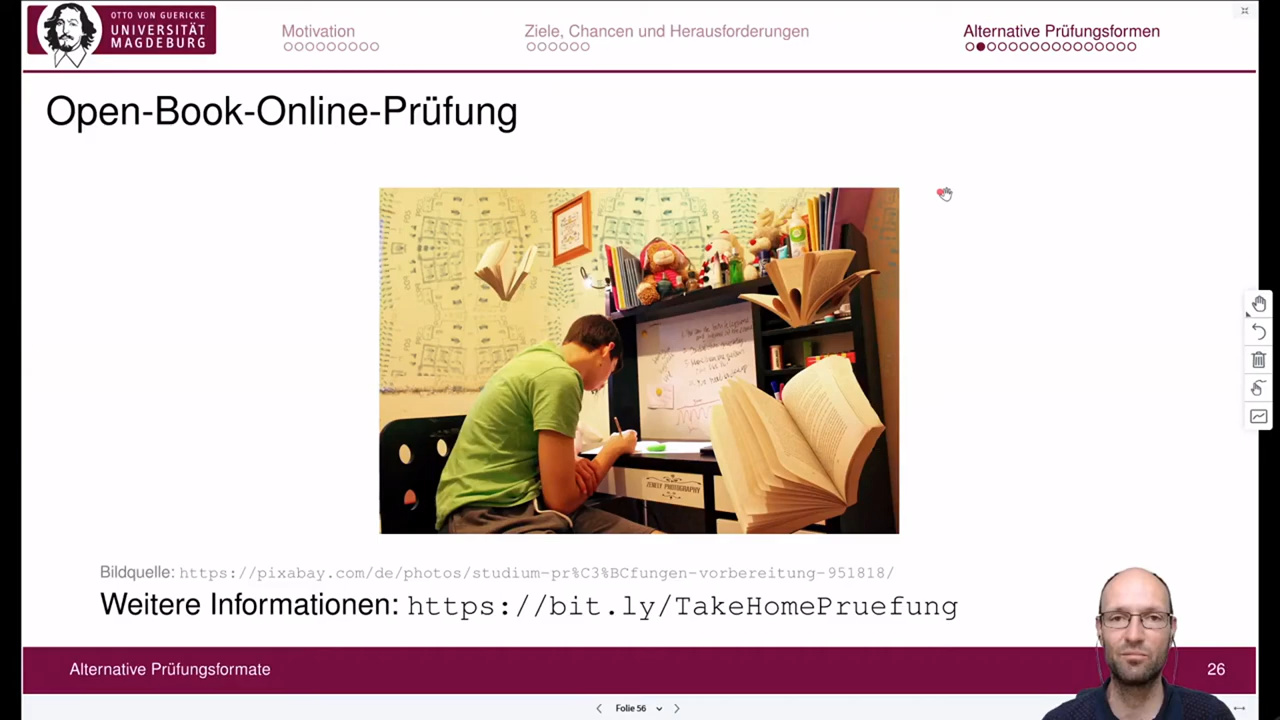 OTTO VON GUERICKE
UNIVERSITÄT
MAGDEBURG
Motivation
Ziele, Chancen und Herausforderungen
Alternative Prüfungsformen
Open-Book-Online-Prüfung
ZEMELY PHOTOGRAPHY
Bildquelle: https://pixabay.com/de/photos/studium-pr%C3%BCfungen-vorbereitung-951818/
Weitere Informationen: https://bit.ly/TakeHomePruefung
Alternative Prüfungsformate
26
Folie 56